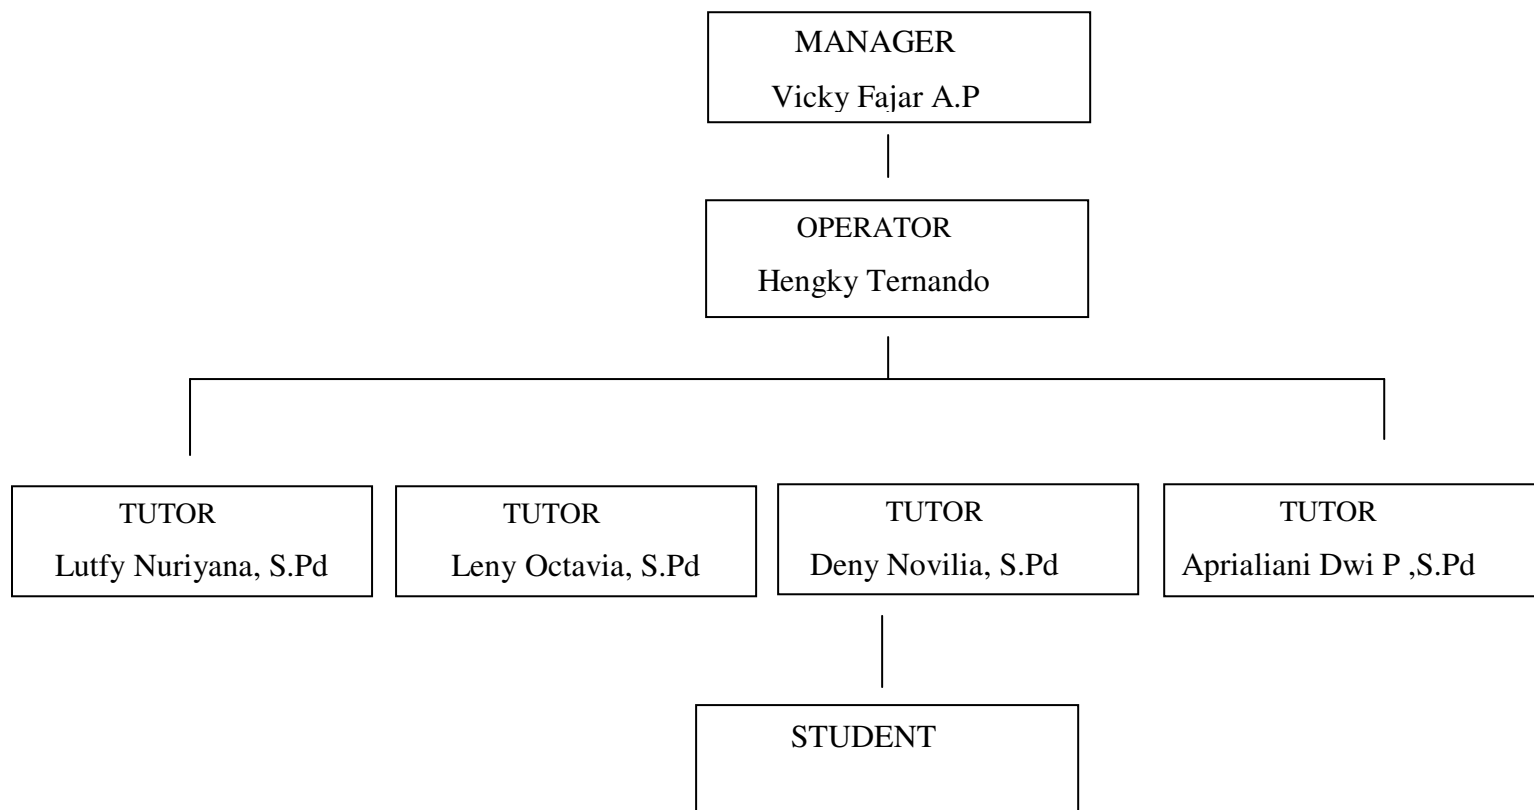 MANAGER
Vicky Fajar A.P
OPERATOR
Hengky Ternando
TUTOR
Lutfy Nuriyana, S.Pd
TUTOR
Leny Octavia, S.Pd
TUTOR
Deny Novilia, S.Pd
TUTOR
Aprialiani Dwi P ,S.Pd
STUDENT